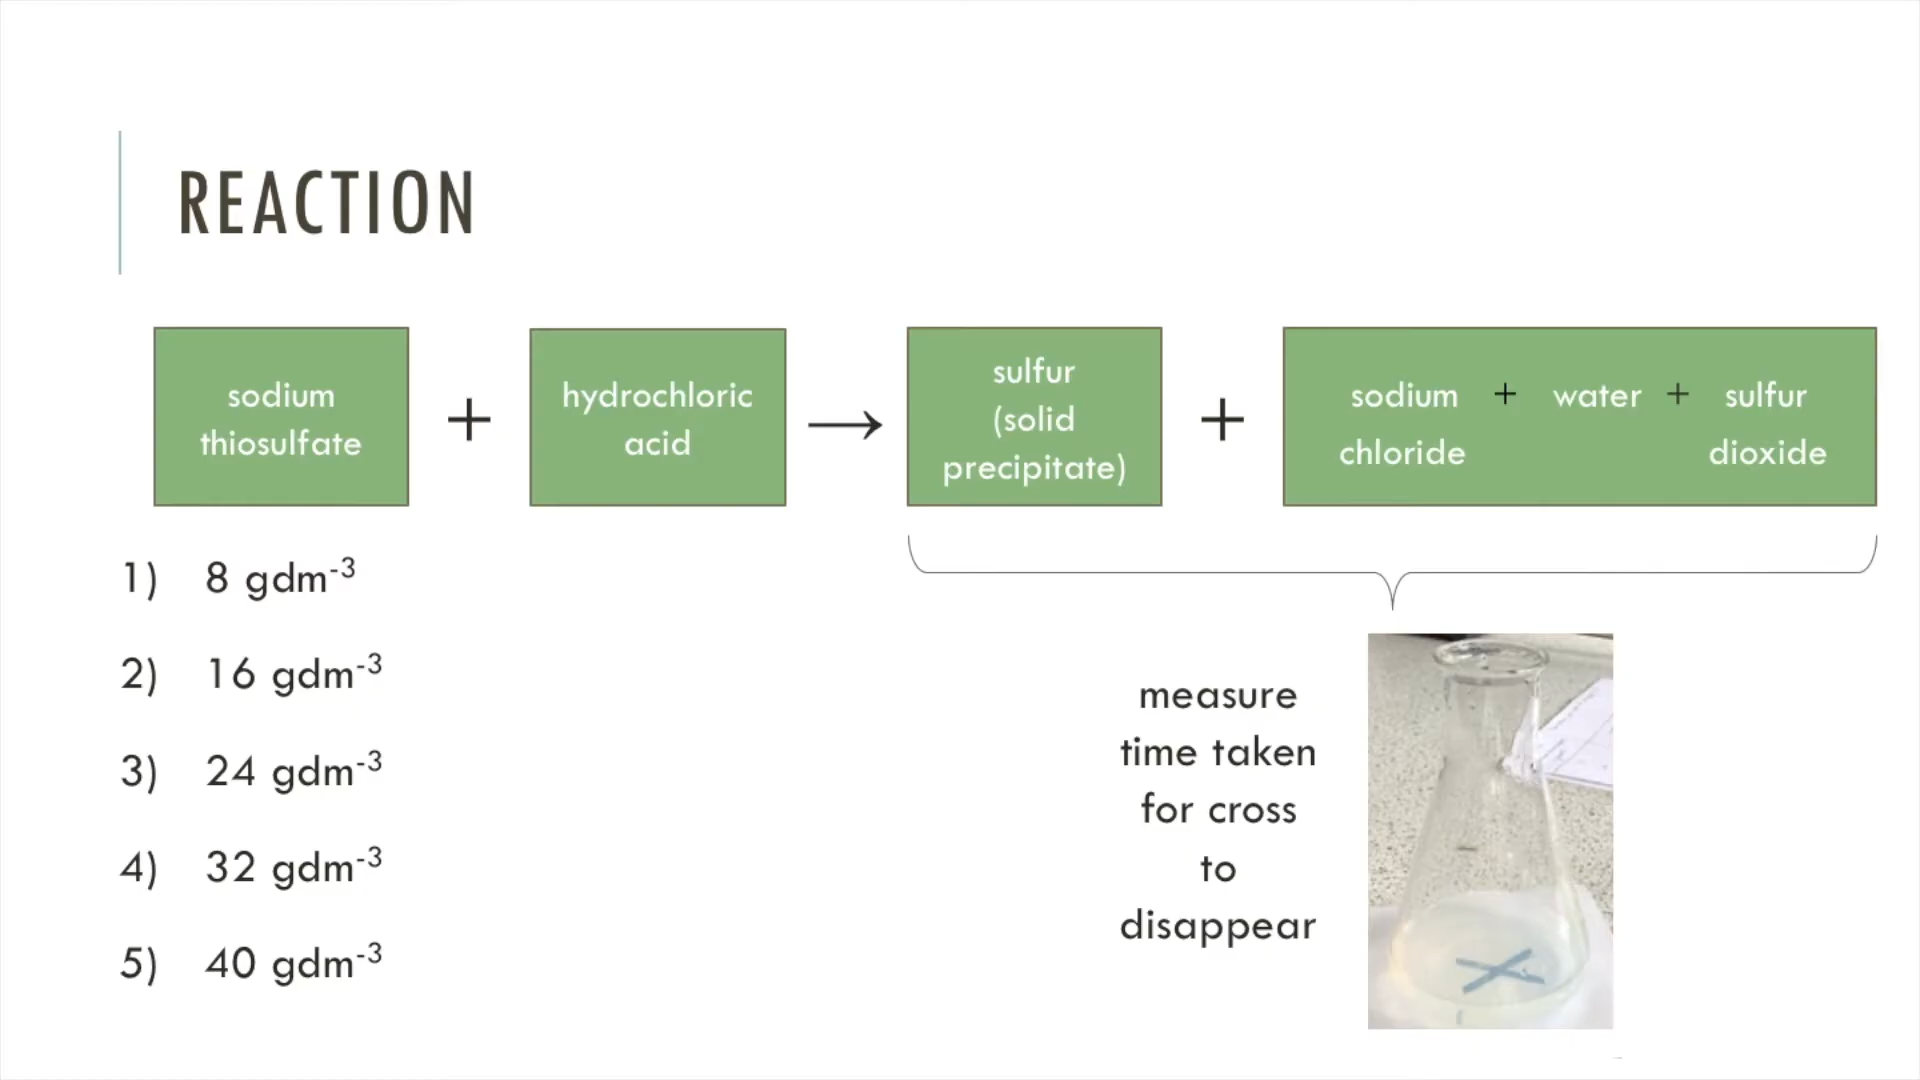 REACTION
sodium
thiosulfate
+
hydrochloric
acid
→
sulfur
(solid
precipitate)
+
sodium + water + sulfur
chloride dioxide
1) 8 gdm⁻³
2) 16 gdm⁻³
3) 24 gdm⁻³
4) 32 gdm⁻³
5) 40 gdm⁻³
measure
time taken
for cross
to
disappear